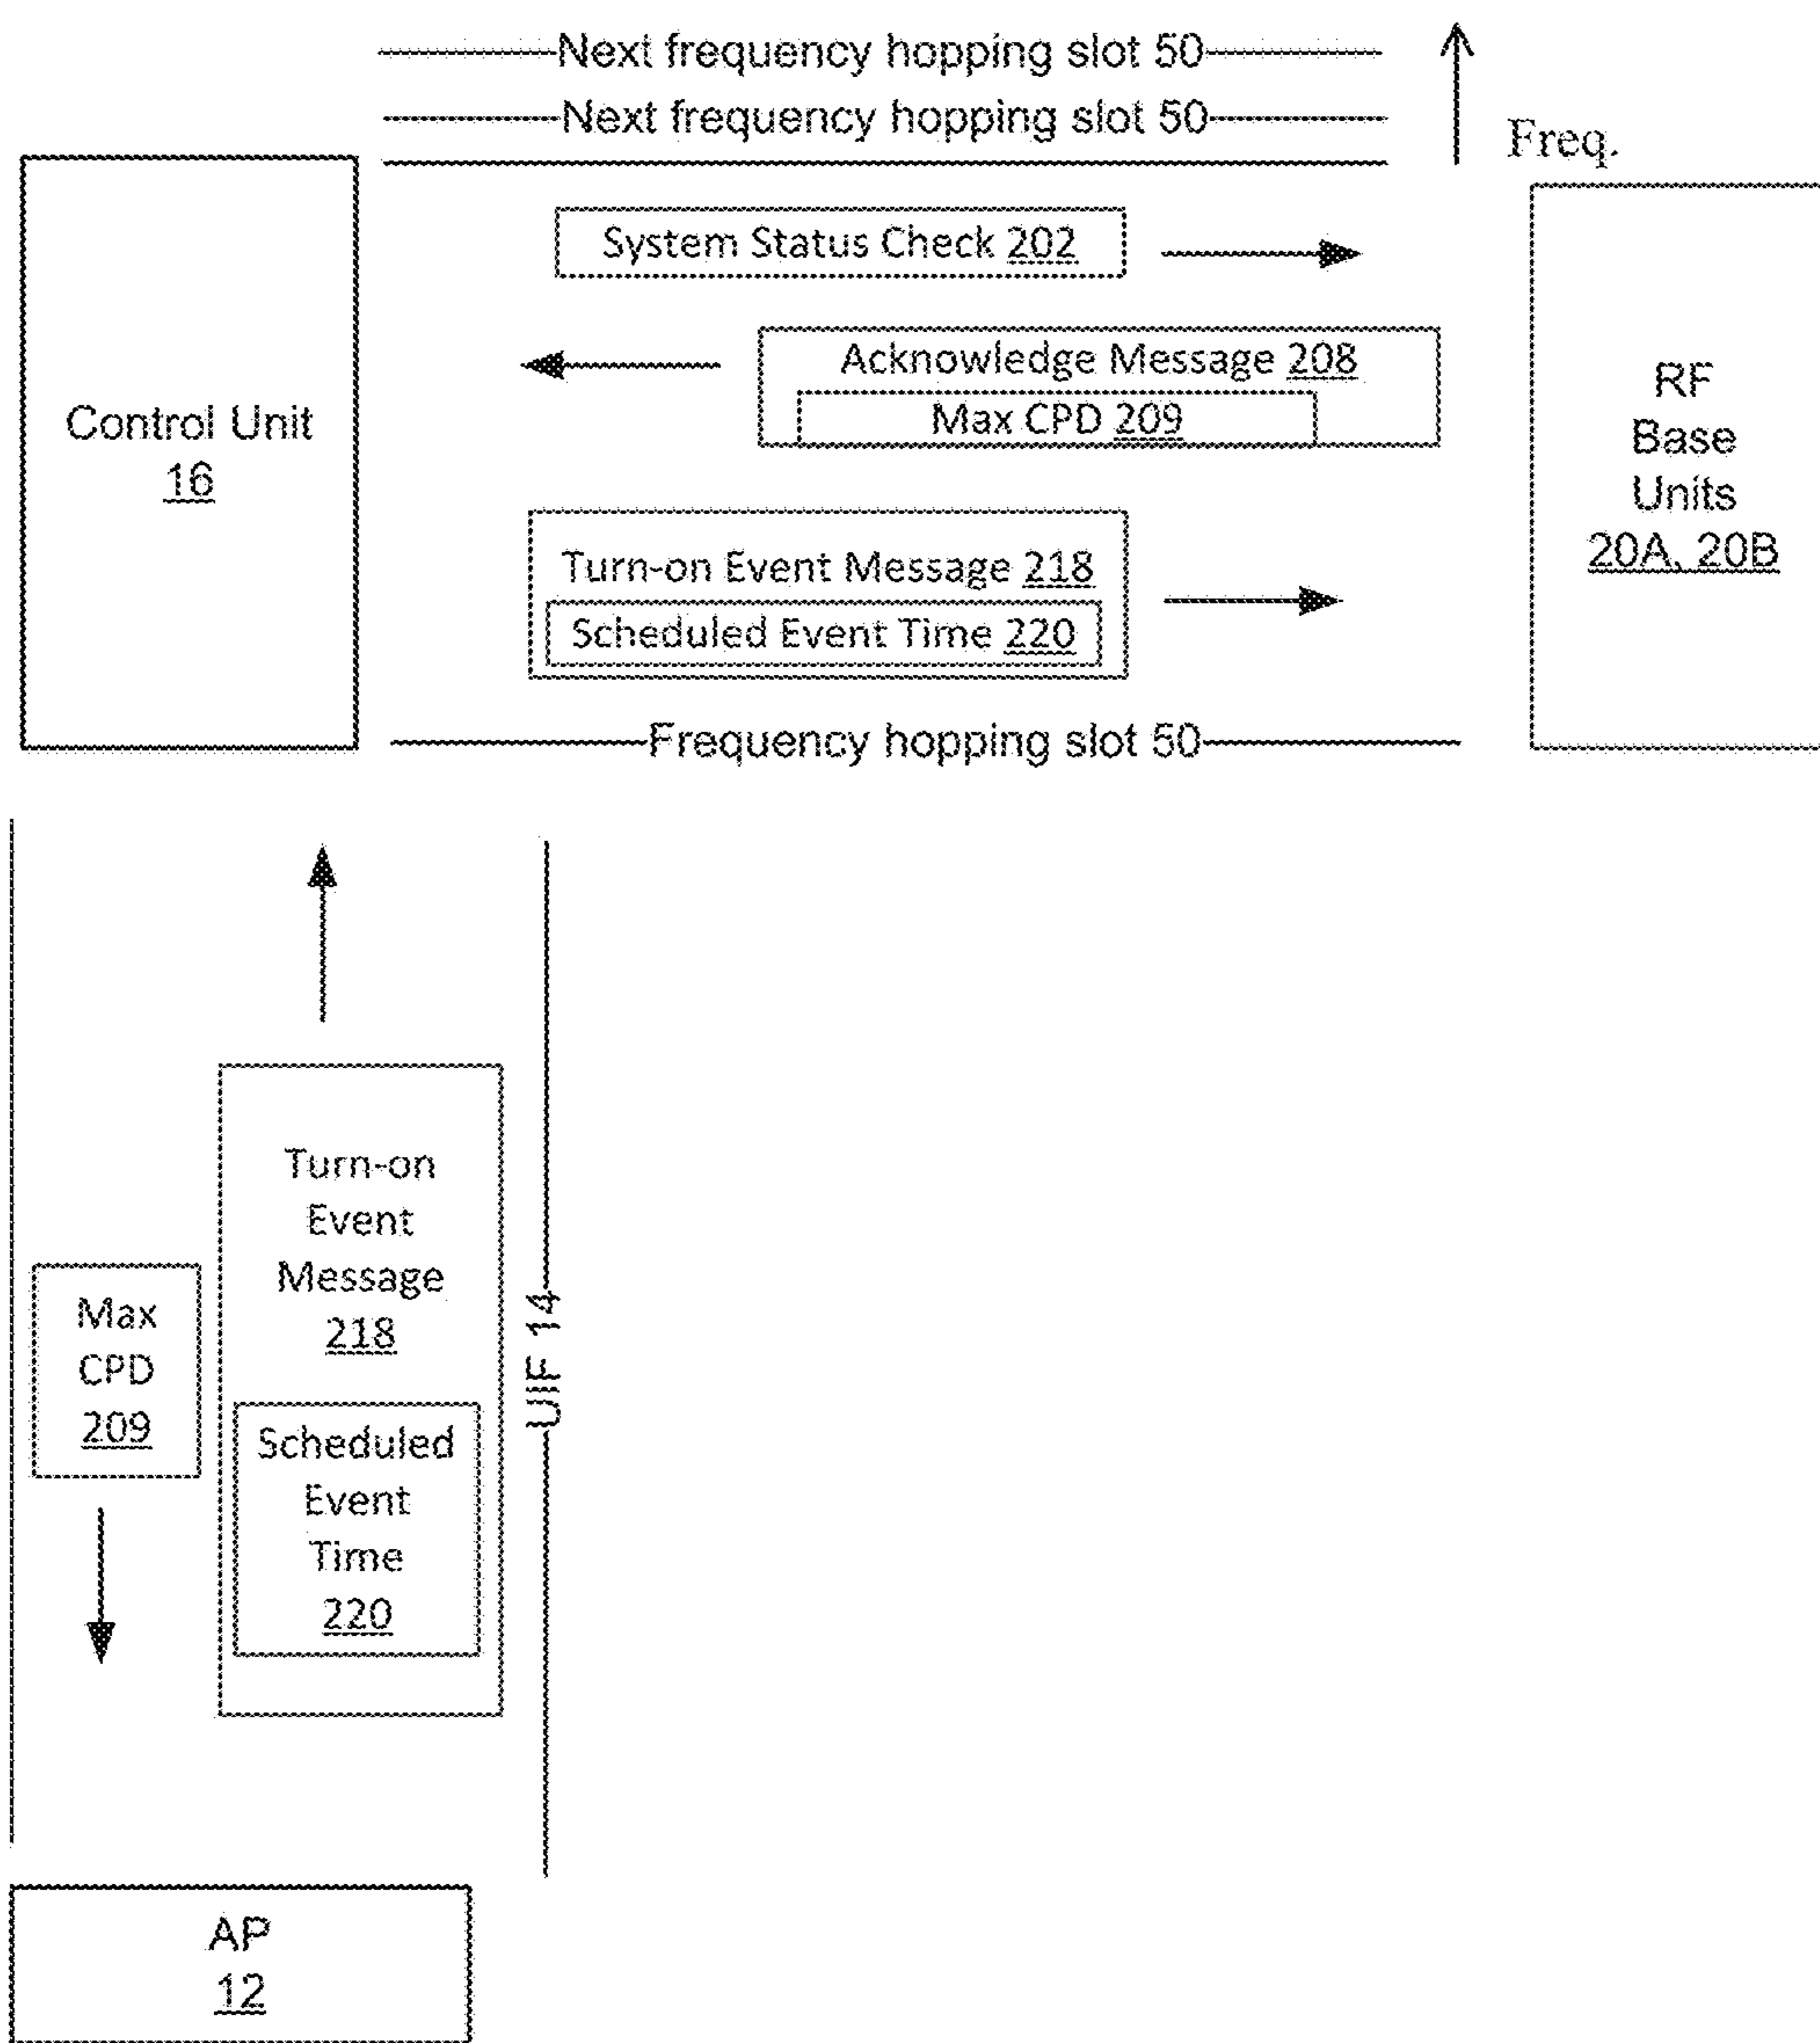 Next frequency hopping slot 50
Next frequency hopping slot 50
Freq.
Control Unit
16
System Status Check 202
Acknowledge Message 208
Max CPD 209
Turn-on Event Message 218
Scheduled Event Time 220
RF
Base
Units
20A, 20B
Frequency hopping slot 50
Max
CPD
209
Turn-on
Event
Message
218
Scheduled
Event
Time
220
UIF 14
AP
12